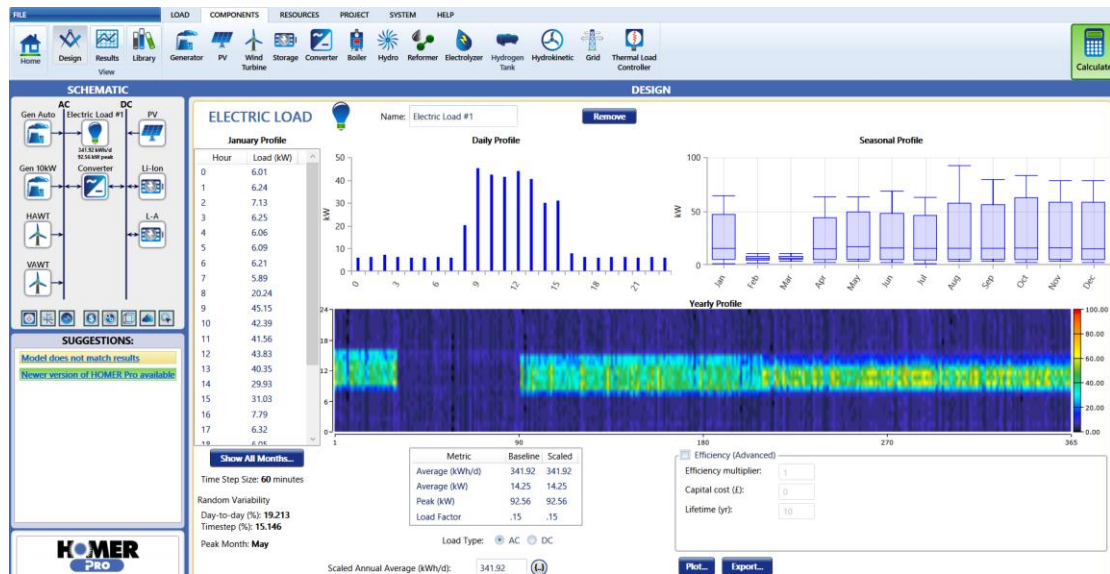 FILE LOAD COMPONENTS RESOURCES PROJECT SYSTEM HELP
Home Design Results Library Generator PV Wind Turbine Storage Converter Boiler Hydro Reformer Electrolyzer Hydrogen Tank Hydrokinetic Grid Thermal Load Controller Calculate
View
SCHEMATIC
AC DC
Gen Auto Electric Load #1 PV
341.92 kWh/d
92.56 kW peak
Gen 10kW Converter Li-Ion
HAWT L-A
VAWT
SUGGESTIONS:
Model does not match results
Newer version of HOMER Pro available
HOMER
PRO
DESIGN
ELECTRIC LOAD Name: Electric Load #1 Remove
January Profile
Hour Load (kW)
0 6.01
1 6.24
2 7.13
3 6.25
4 6.06
5 6.09
6 6.21
7 5.89
8 20.24
9 45.15
10 42.39
11 41.56
12 43.83
13 40.35
14 29.93
15 31.03
16 7.79
17 6.32
18 6.05
Show All Months...
Time Step Size: 60 minutes
Random Variability
Day-to-day (%): 19.213
Timestep (%): 15.146
Peak Month: May
Daily Profile
kW
50
40
30
20
10
0
0 3 6 9 12 15 18 21
Seasonal Profile
kW
100
50
0
Jan Feb Mar Apr May Jun Jul Aug Sep Oct Nov Dec
Yearly Profile
24
18
12
6
0
1 90 180 270 365
100.00
80.00
60.00
40.00
20.00
0.00
Metric Baseline Scaled
Average (kWh/d) 341.92 341.92
Average (kW) 14.25 14.25
Peak (kW) 92.56 92.56
Load Factor .15 .15
Load Type: AC DC
Scaled Annual Average (kWh/d): 341.92 (..)
Efficiency (Advanced)
Efficiency multiplier: 1
Capital cost (£): 0
Lifetime (yr): 10
Plot... Export...